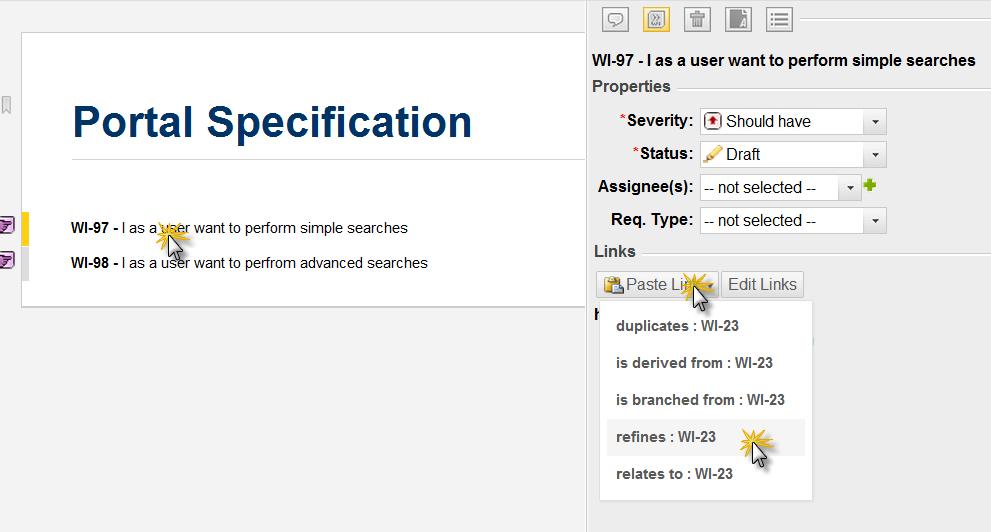 Portal Specification
WI-97 - I as a user want to perform simple searches
WI-98 - I as a user want to perfrom advanced searches
WI-97 - I as a user want to perform simple searches
Properties
*Severity: Should have
*Status: Draft
Assignee(s): -- not selected --
Req. Type: -- not selected --
Links
Paste Edit Links
duplicates : WI-23
is derived from : WI-23
is branched from : WI-23
refines : WI-23
relates to : WI-23